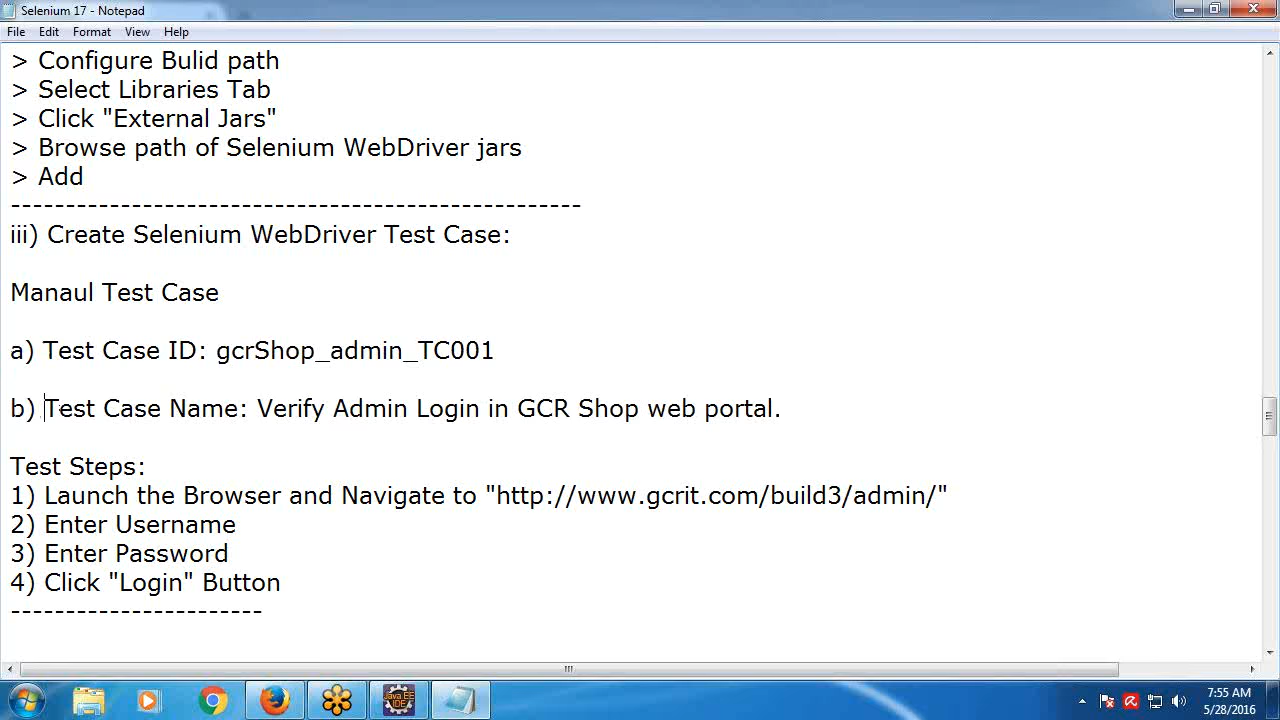 Selenium 17 - Notepad
File Edit Format View Help
> Configure Bulid path
> Select Libraries Tab
> Click "External Jars"
> Browse path of Selenium WebDriver jars
> Add
----------------------------------------------------
iii) Create Selenium WebDriver Test Case:
Manaul Test Case
a) Test Case ID: gcrShop_admin_TC001
b) Test Case Name: Verify Admin Login in GCR Shop web portal.
Test Steps:
1) Launch the Browser and Navigate to "http://www.gcrit.com/build3/admin/"
2) Enter Username
3) Enter Password
4) Click "Login" Button
-----------------------
Java EE
IDE
7:55 AM
5/28/2016